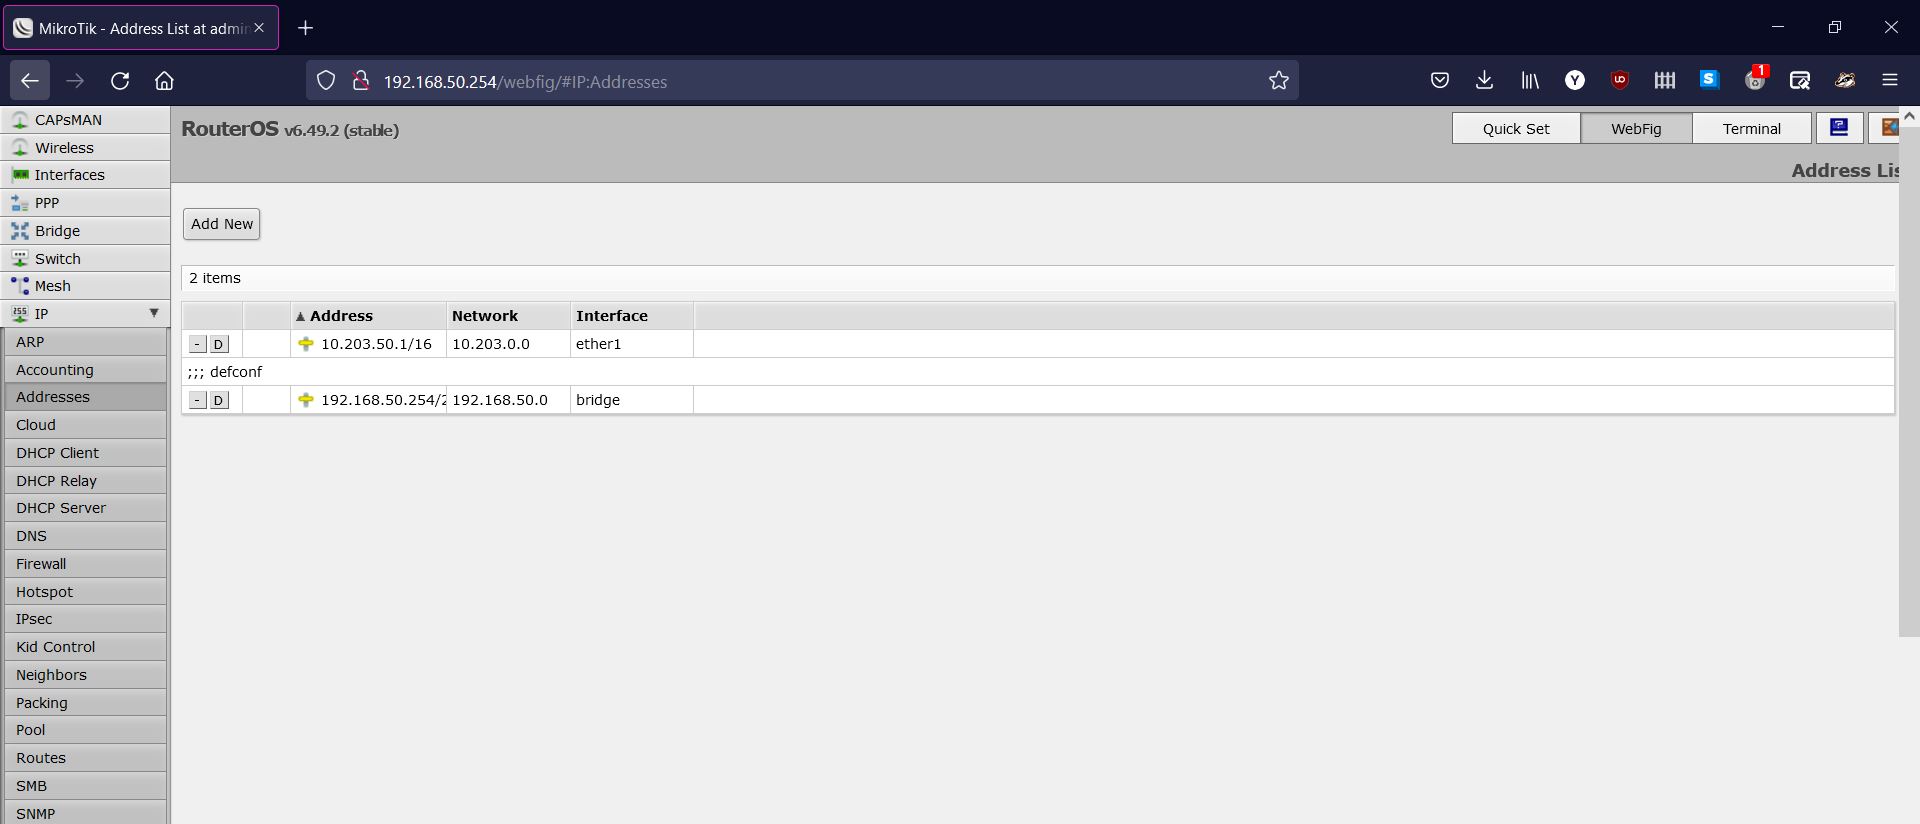 MikroTik - Address List at admin
192.168.50.254/webfig/#IP:Addresses
Y
S
1
CAPsMAN
Wireless
Interfaces
PPP
Bridge
Switch
Mesh
IP
ARP
Accounting
Addresses
Cloud
DHCP Client
DHCP Relay
DHCP Server
DNS
Firewall
Hotspot
IPsec
Kid Control
Neighbors
Packing
Pool
Routes
SMB
SNMP
RouterOS v6.49.2 (stable)
Quick Set WebFig Terminal
Address Lis
Add New
2 items
Address Network Interface
- D 10.203.50.1/16 10.203.0.0 ether1
;;; defconf
- D 192.168.50.254/2 192.168.50.0 bridge